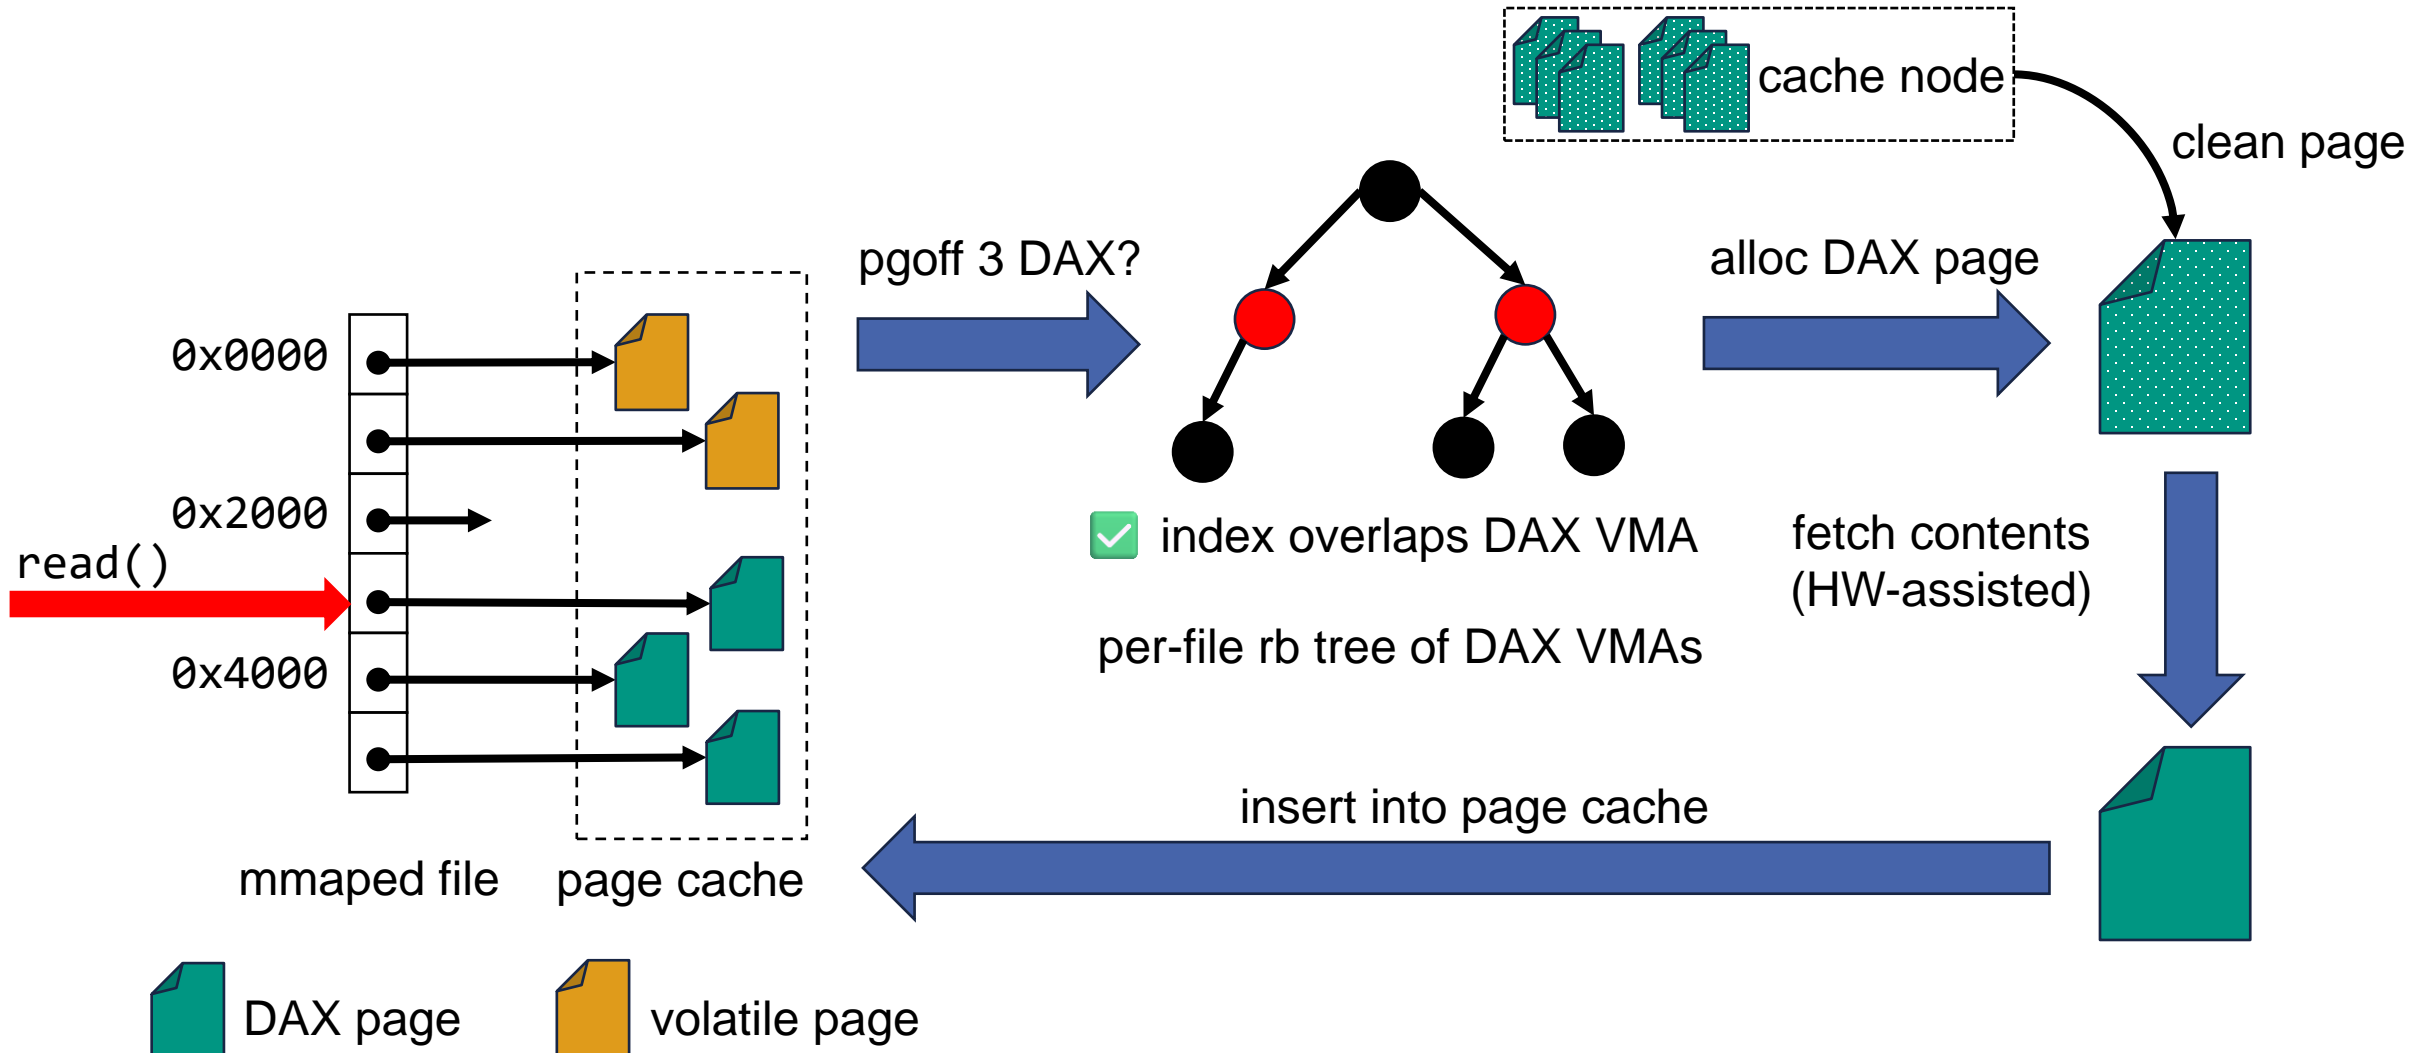 cache node
clean page
pgoff 3 DAX?
alloc DAX page
0x0000
0x2000
read()
0x4000
index overlaps DAX VMA
per-file rb tree of DAX VMAs
fetch contents
(HW-assisted)
insert into page cache
mmaped file
page cache
DAX page
volatile page